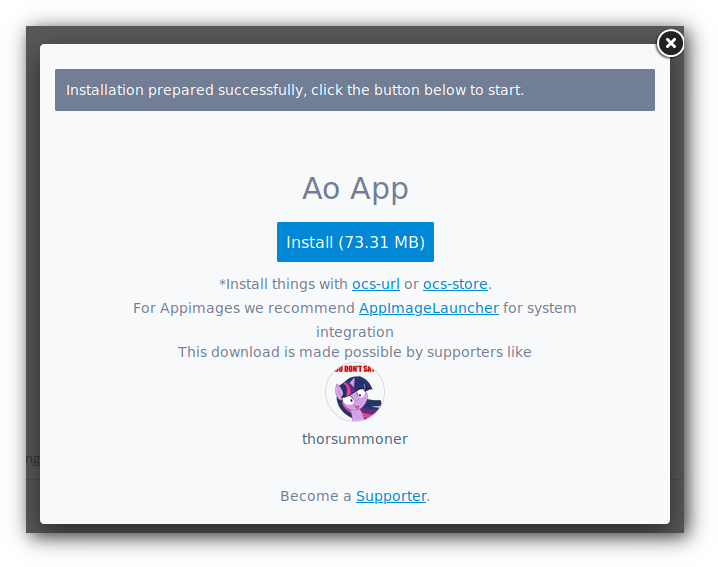 Installation prepared successfully, click the button below to start.
Ao App
Install (73.31 MB)
*Install things with ocs-url or ocs-store.
For Appimages we recommend AppImageLauncher for system
integration
This download is made possible by supporters like
DON'T
thorsummoner
ng
Become a Supporter.